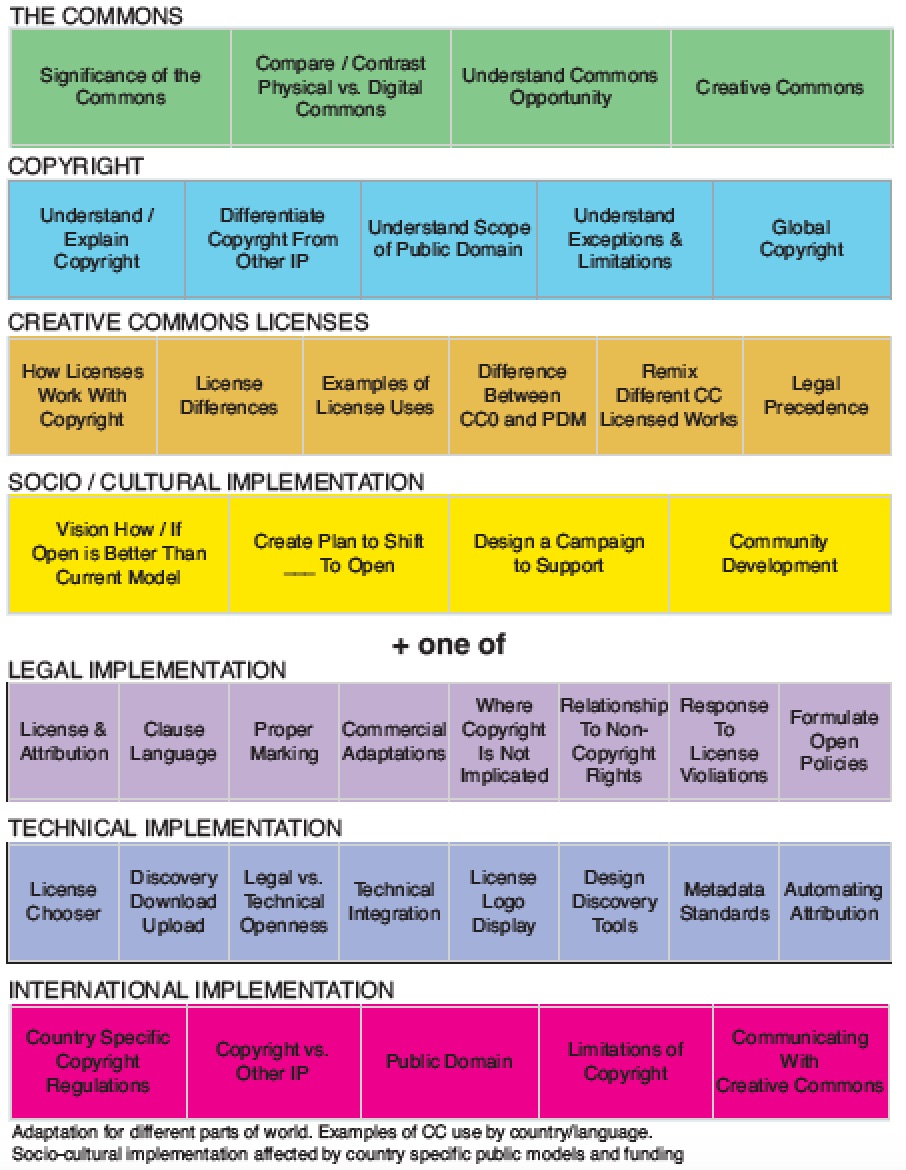 THE COMMONS
Significance of the
Commons
Compare / Contrast
Physical vs. Digital
Commons
Understand Commons
Opportunity
Creative Commons
COPYRIGHT
Understand /
Explain
Copyright
Differentiate
Copyrght From
Other IP
Understand Scope
of Public Domain
Understand
Exceptions &
Limitations
Global
Copyright
CREATIVE COMMONS LICENSES
How Licenses
Work With
Copyright
License
Differences
Examples of
License Uses
Difference
Between
CC0 and PDM
Remix
Different CC
Licensed Works
Legal
Precedence
SOCIO / CULTURAL IMPLEMENTATION
Vision How / If
Open is Better Than
Current Model
Create Plan to Shift
___ To Open
Design a Campaign
to Support
Community
Development
+ one of
LEGAL IMPLEMENTATION
License &
Attribution
Clause
Language
Proper
Marking
Commercial
Adaptations
Where
Copyright
Is Not
Implicated
Relationship
To Non-
Copyright
Rights
Response
To
License
Violiations
Formulate
Open
Policies
TECHNICAL IMPLEMENTATION
License
Chooser
Discovery
Download
Upload
Legal vs.
Technical
Openness
Technical
Integration
License
Logo
Display
Design
Discovery
Tools
Metadata
Standards
Automating
Attribution
INTERNATIONAL IMPLEMENTATION
Country Specific
Copyright
Regulations
Copyright vs.
Other IP
Public Domain
Limitations of
Copyright
Communicating
With
Creative Commons
Adaptation for different parts of world. Examples of CC use by country/language.
Socio-cultural implementation affected by country specific public models and funding